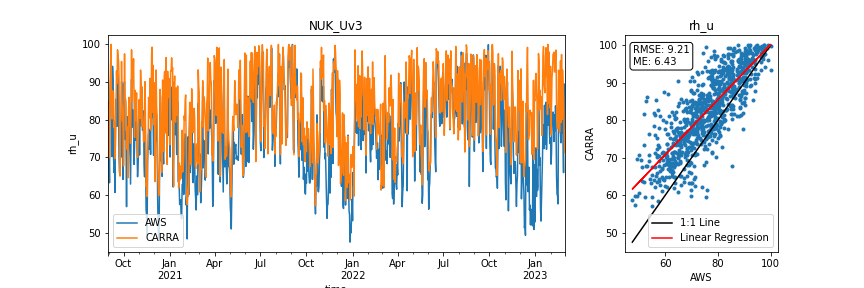 NUK_Uv3
rh_u
100
90
80
70
60
50
AWS
CARRA
Oct
Jan
2021
Apr
Jul
Oct
Jan
2022
Apr
Jul
Oct
Jan
2023
time
rh_u
CARRA
100
90
80
70
60
50
RMSE: 9.21
ME: 6.43
1:1 Line
Linear Regression
60
80
100
AWS